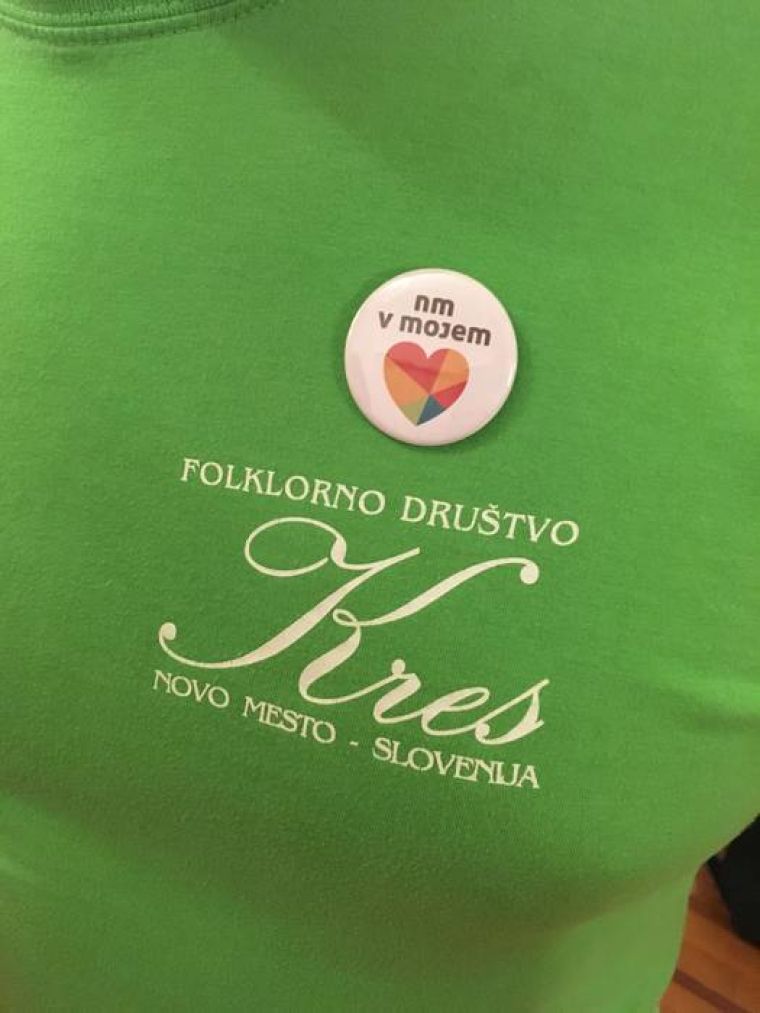 nm
v mojem
FOLKLORNO DRUŠTVO
Kres
NOVO MESTO - SLOVENIJA